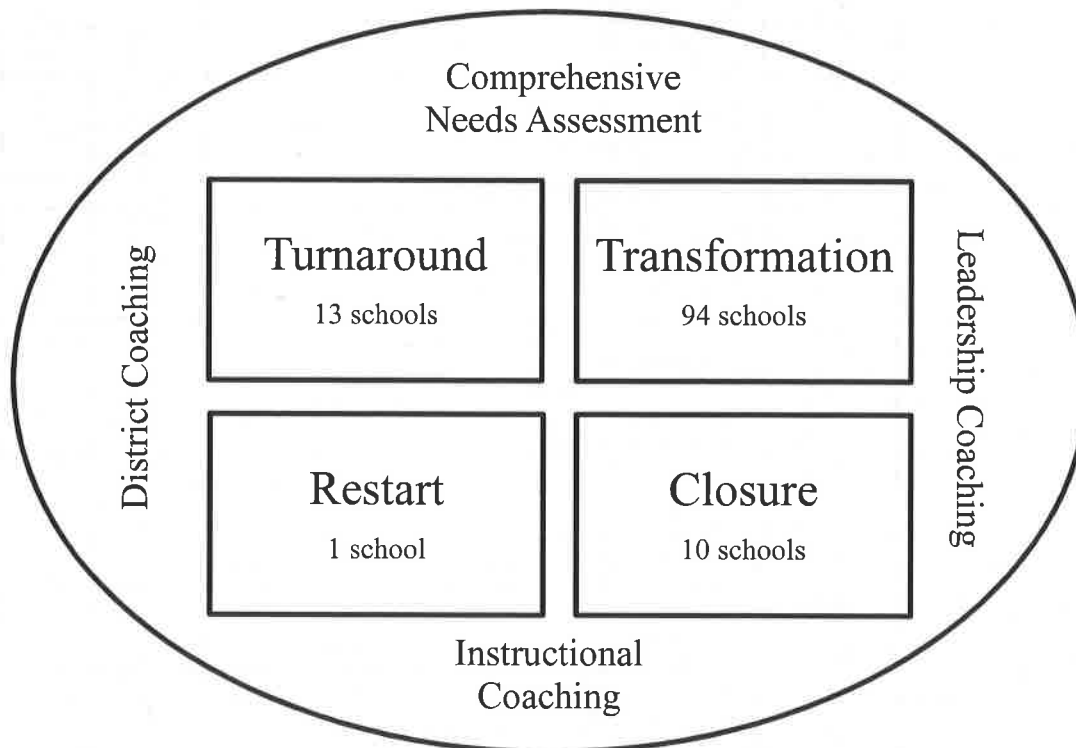 Comprehensive
Needs Assessment
District Coaching
Turnaround
13 schools
Transformation
94 schools
Leadership Coaching
Restart
1 school
Closure
10 schools
Instructional
Coaching